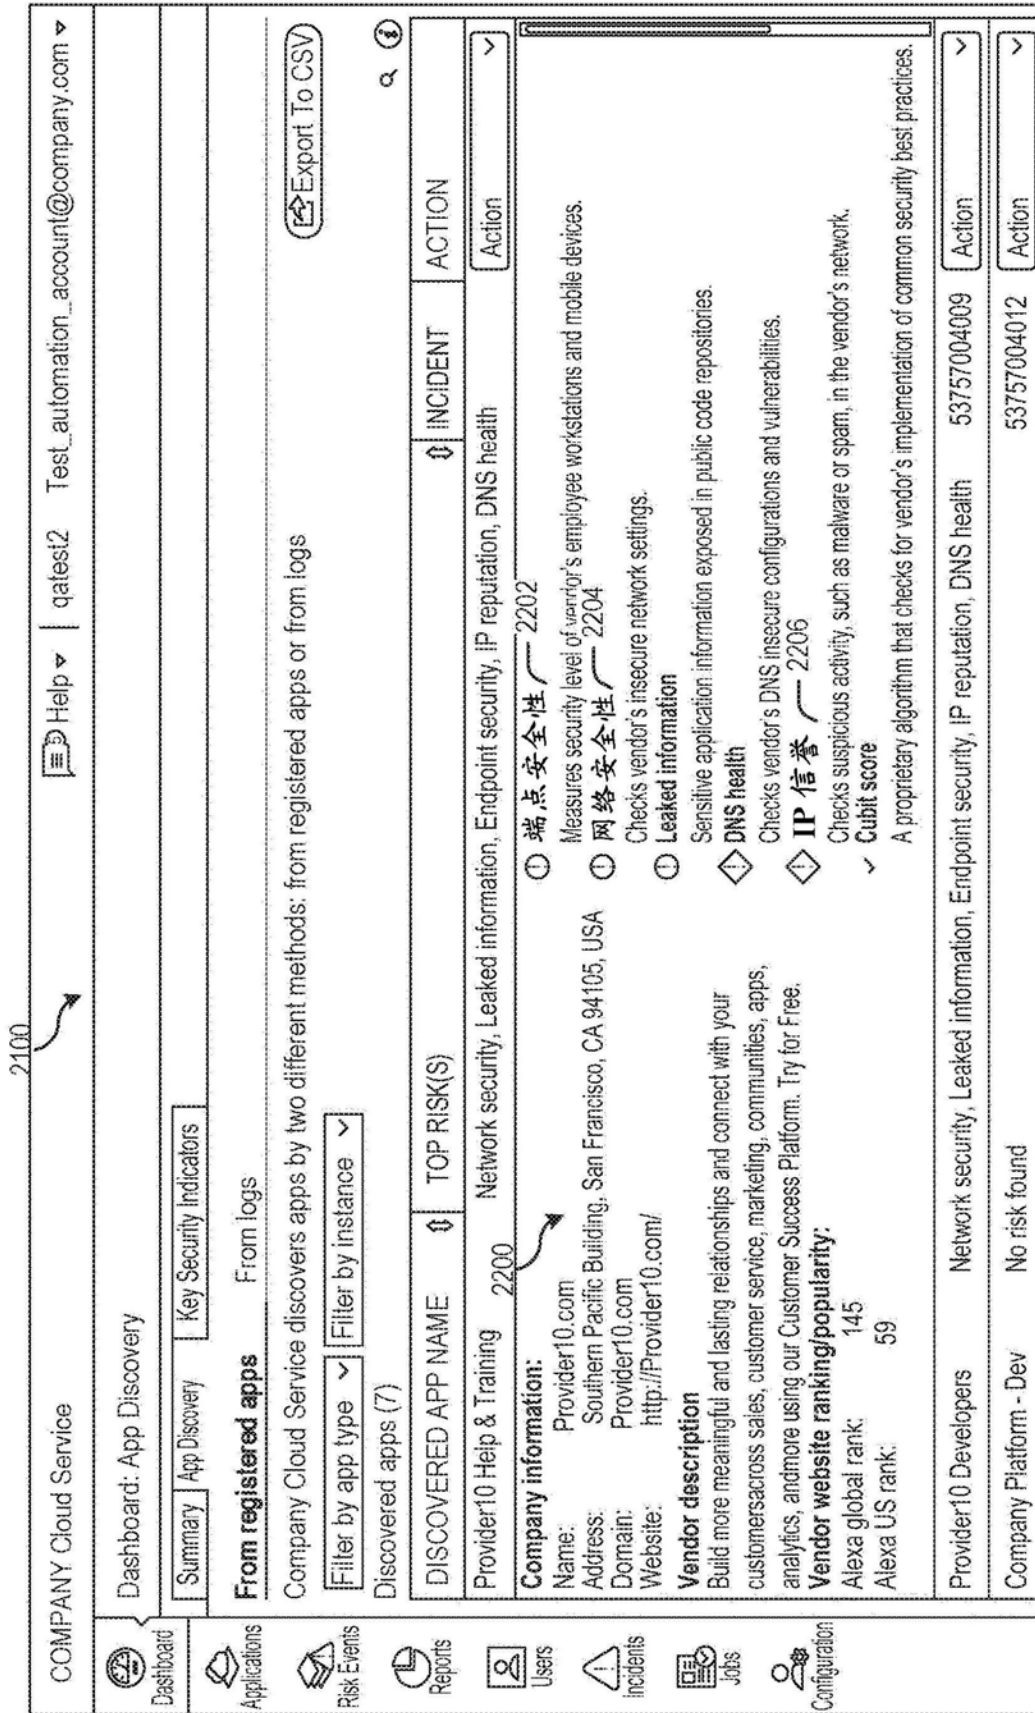 2100
COMPANY Cloud Service
Help
qatest2
Test_automation_account@company.com
Dashboard
Applications
Risk Events
Reports
Users
Incidents
Jobs
Configuration
Dashboard: App Discovery
Summary
App Discovery
Key Security Indicators
From registered apps
From logs
Company Cloud Service discovers apps by two different methods: from registered apps or from logs
Filter by app type
Filter by instance
Export To CSV
Discovered apps (7)
DISCOVERED APP NAME
TOP RISK(S)
INCIDENT
ACTION
Provider10 Help & Training
Network security, Leaked information, Endpoint security, IP reputation, DNS health
Action
2200
Company information:
Name: Provider10.com
Address: Southern Pacific Building, San Francisco, CA 94105, USA
Domain: Provider10.com
Website: http://Provider10.com/
Vendor description
Build more meaningful and lasting relationships and connect with your
customersacross sales, customer service, marketing, communities, apps,
analytics, andmore using our Customer Success Platform. Try for Free.
Vendor website ranking/popularity:
Alexa global rank: 145
Alexa US rank: 59
端点安全性 2202
Measures security level of vendor's employee workstations and mobile devices.
网络安全性 2204
Checks vendor's insecure network settings.
Leaked information
Sensitive application information exposed in public code repositories.
DNS health
Checks vendor's DNS insecure configurations and vulnerabilities.
IP 信誉 2206
Checks suspicious activity, such as malware or spam, in the vendor's network.
Cubit score
A proprietary algorithm that checks for vendor's implementation of common security best practices.
Provider10 Developers
Network security, Leaked information, Endpoint security, IP reputation, DNS health
53757004009
Action
Company Platform - Dev
No risk found
53757004012
Action